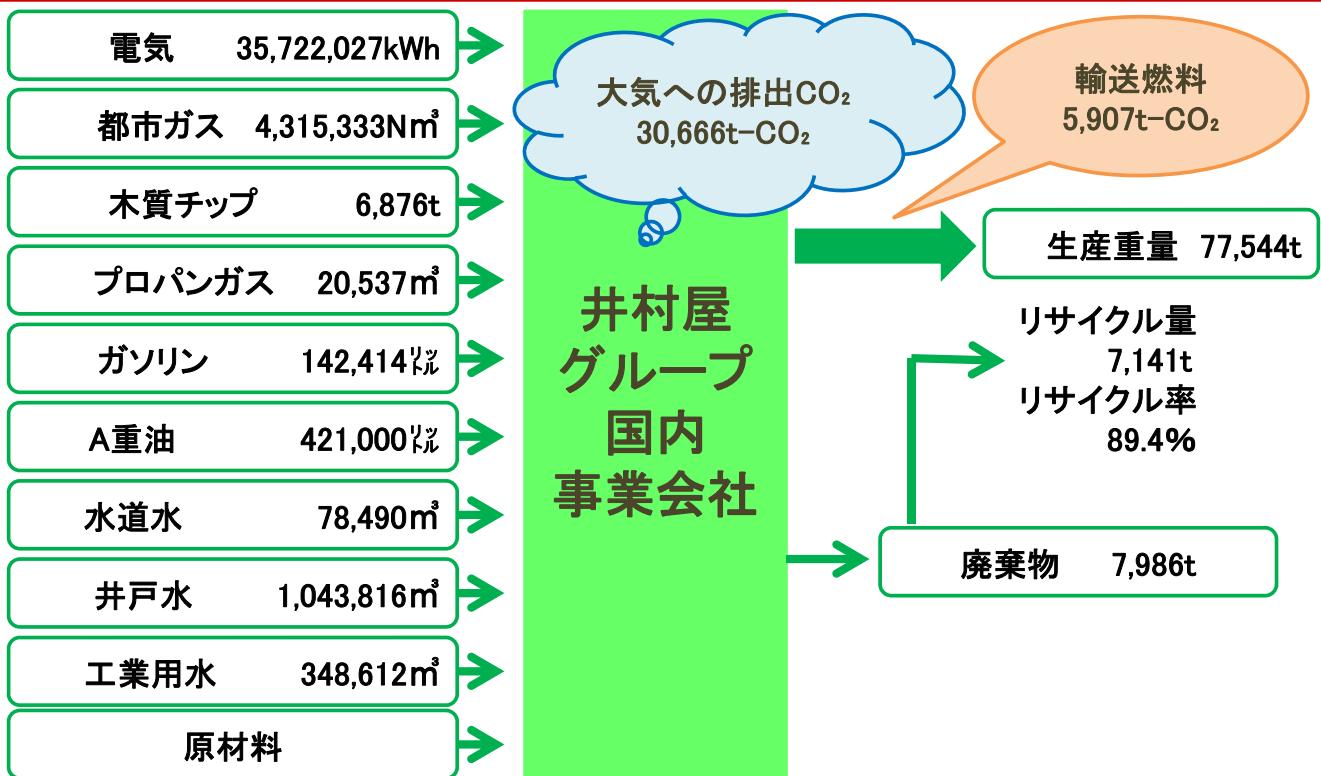 電気 35,722,027kWh
都市ガス 4,315,333N㎥
木質チップ 6,876t
プロパンガス 20,537㎥
ガソリン 142,414㍑
A重油 421,000㍑
水道水 78,490㎥
井戸水 1,043,816㎥
工業用水 348,612㎥
原材料
大気への排出CO₂
30,666t-CO₂
井村屋
グループ
国内
事業会社
輸送燃料
5,907t-CO₂
生産重量 77,544t
リサイクル量
7,141t
リサイクル率
89.4%
廃棄物 7,986t